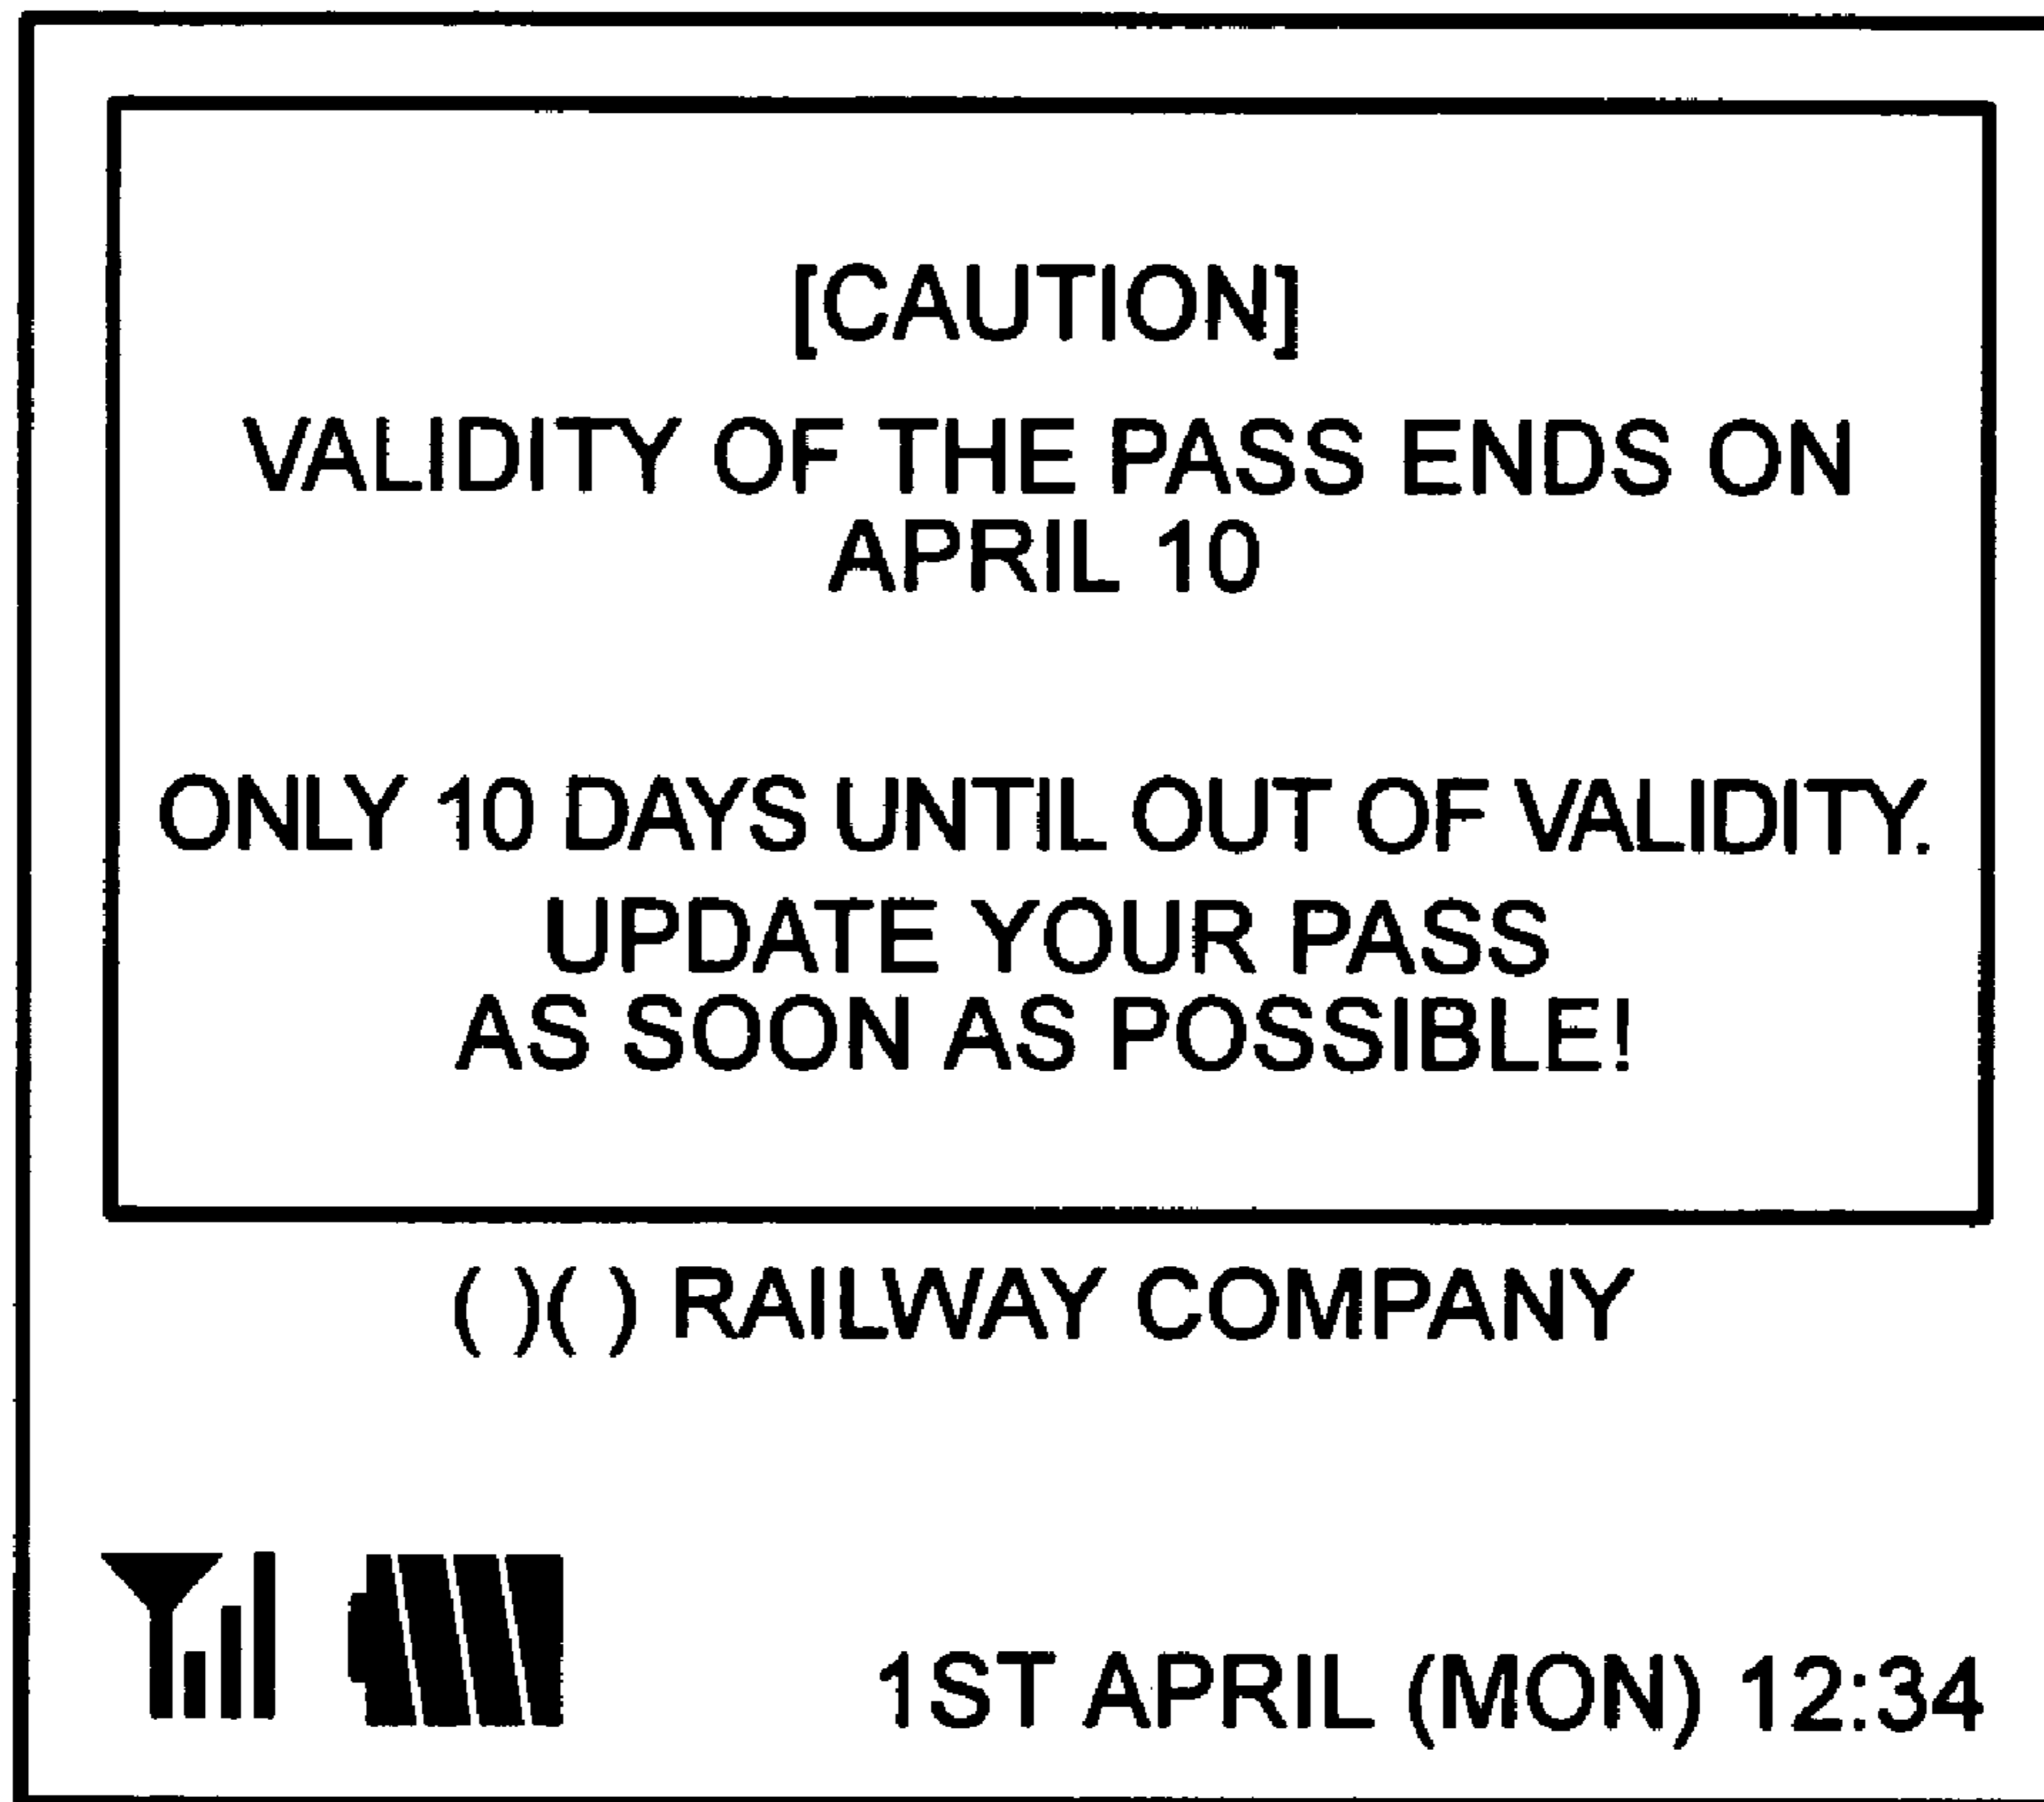 [CAUTION]
VALIDITY OF THE PASS ENDS ON
APRIL 10
ONLY 10 DAYS UNTIL OUT OF VALIDITY.
UPDATE YOUR PASS
AS SOON AS POSSIBLE!
( )( ) RAILWAY COMPANY
1ST APRIL (MON) 12:34